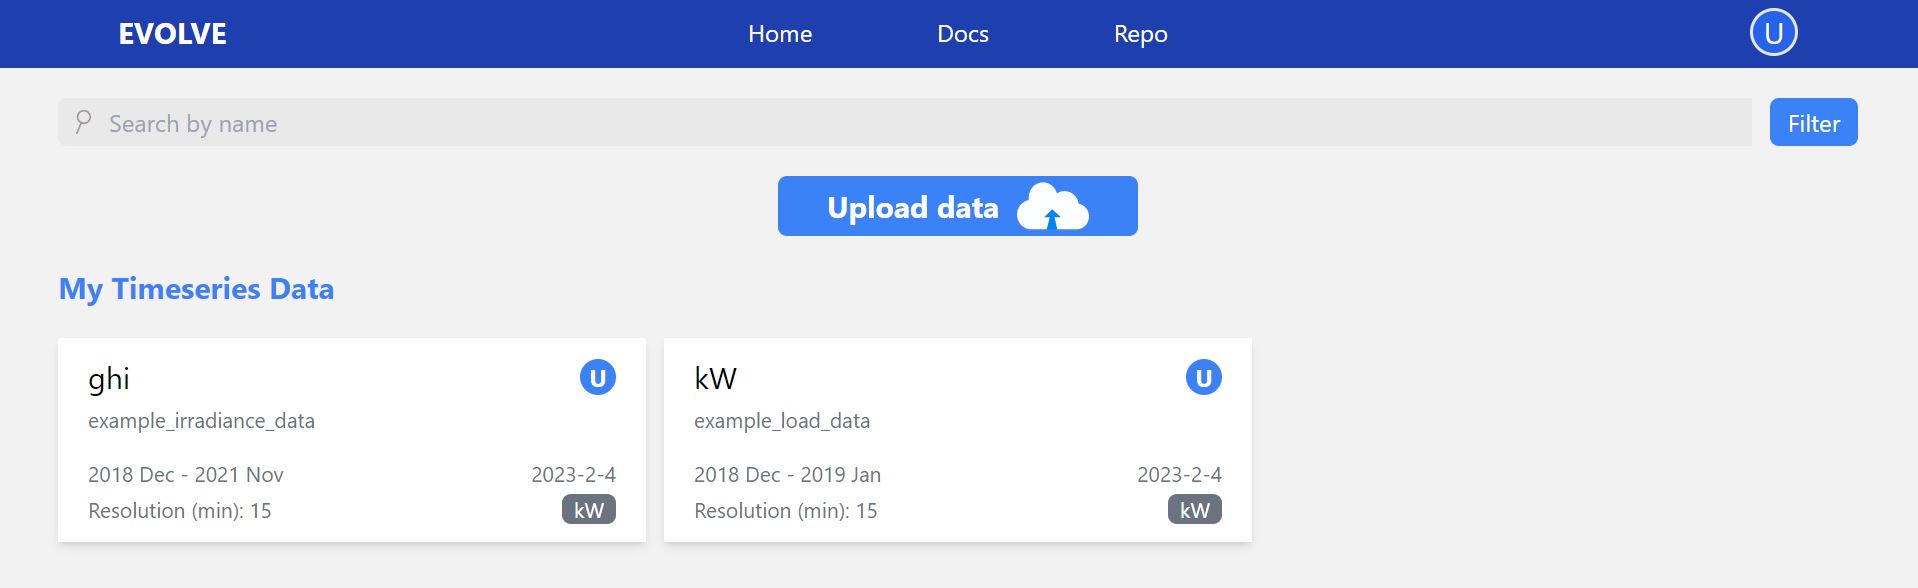 EVOLVE Home Docs Repo U
Search by name Filter
Upload data
My Timeseries Data
ghi U
example_irradiance_data
2018 Dec - 2021 Nov 2023-2-4
Resolution (min): 15 kW
kW U
example_load_data
2018 Dec - 2019 Jan 2023-2-4
Resolution (min): 15 kW